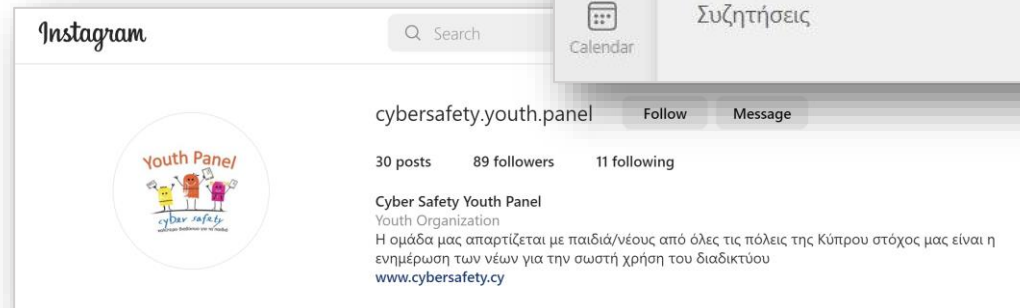 Συζητήσεις
Calendar
Instagram
Search
cybersafety.youth.panel Follow Message
30 posts 89 followers 11 following
Cyber Safety Youth Panel
Youth Organization
Η ομάδα μας απαρτίζεται με παιδιά/νέους από όλες τις πόλεις της Κύπρου στόχος μας είναι η
ενημέρωση των νέων για την σωστή χρήση του διαδικτύου
www.cybersafety.cy
Youth Panel
cyber safety